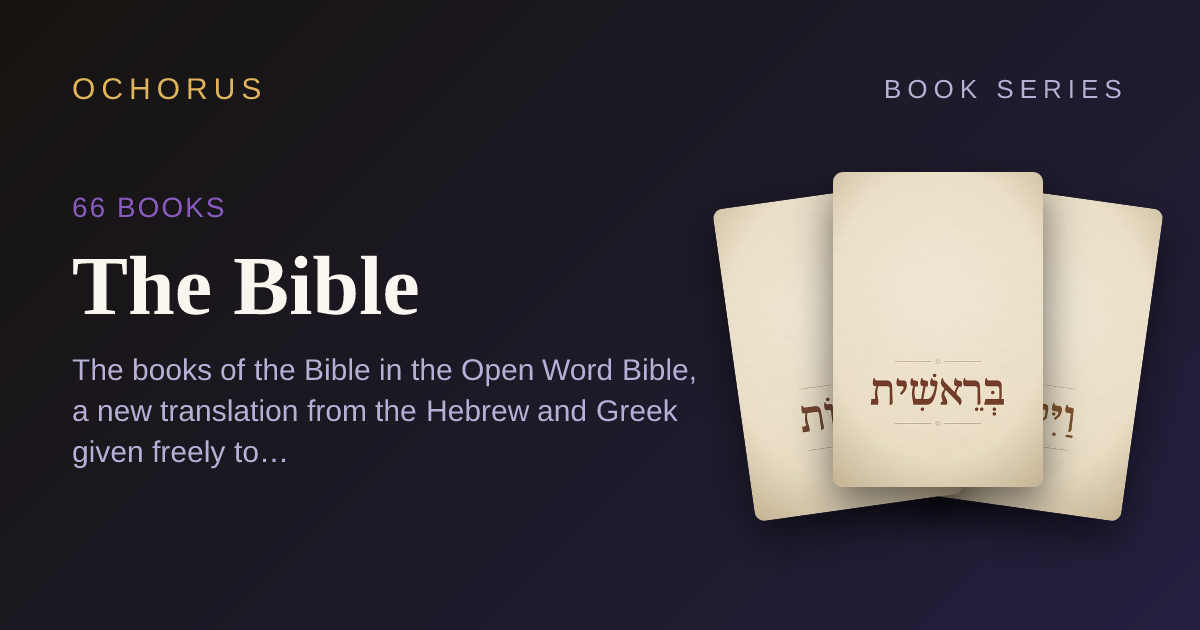 OCHORUS
BOOK SERIES
66 BOOKS
The Bible
The books of the Bible in the Open Word Bible,
a new translation from the Hebrew and Greek
given freely to…
בְּרֵאשִׁית